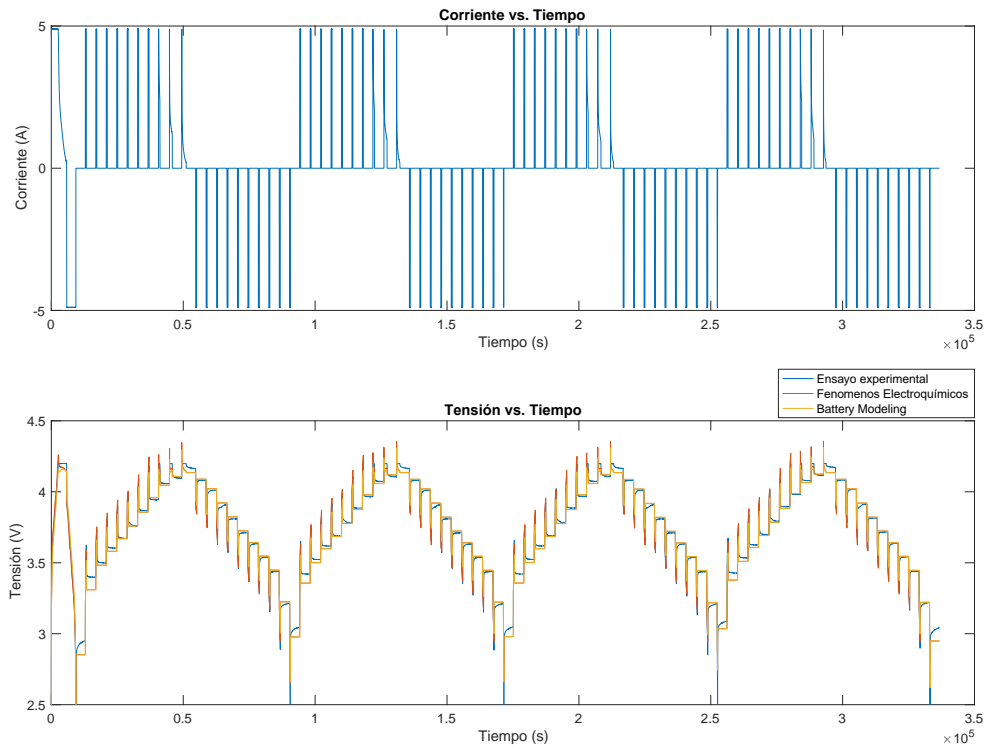 Corriente vs. Tiempo
Corriente (A)
5
0
-5
0 0.5 1 1.5 2 2.5 3 3.5
Tiempo (s)
×10^5
Ensayo experimental
Fenomenos Electroquímicos
Battery Modeling
Tensión vs. Tiempo
Tensión (V)
4.5
4
3.5
3
2.5
0 0.5 1 1.5 2 2.5 3 3.5
Tiempo (s)
×10^5